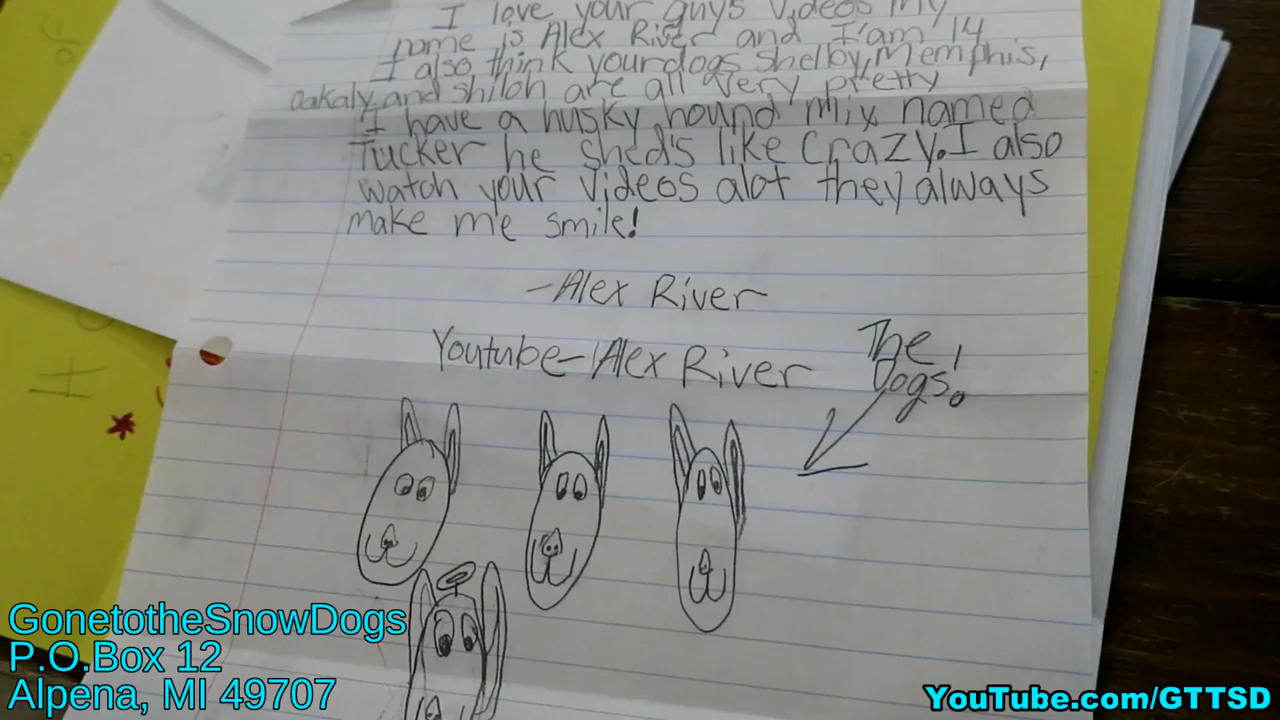 I love your guys videos my
name is Alex River and I'am 14
I also think your dogs shelby, Memphis,
Oakaly, and shiloh are all very pretty
I have a husky hound mix named
Tucker he shed's like crazy. I also
watch your videos alot they always
make me smile!
-Alex River
Youtube-Alex River
The
Dogs!
GonetotheSnowDogs
P.O.Box 12
Alpena, MI 49707
YouTube.com/GTTSD